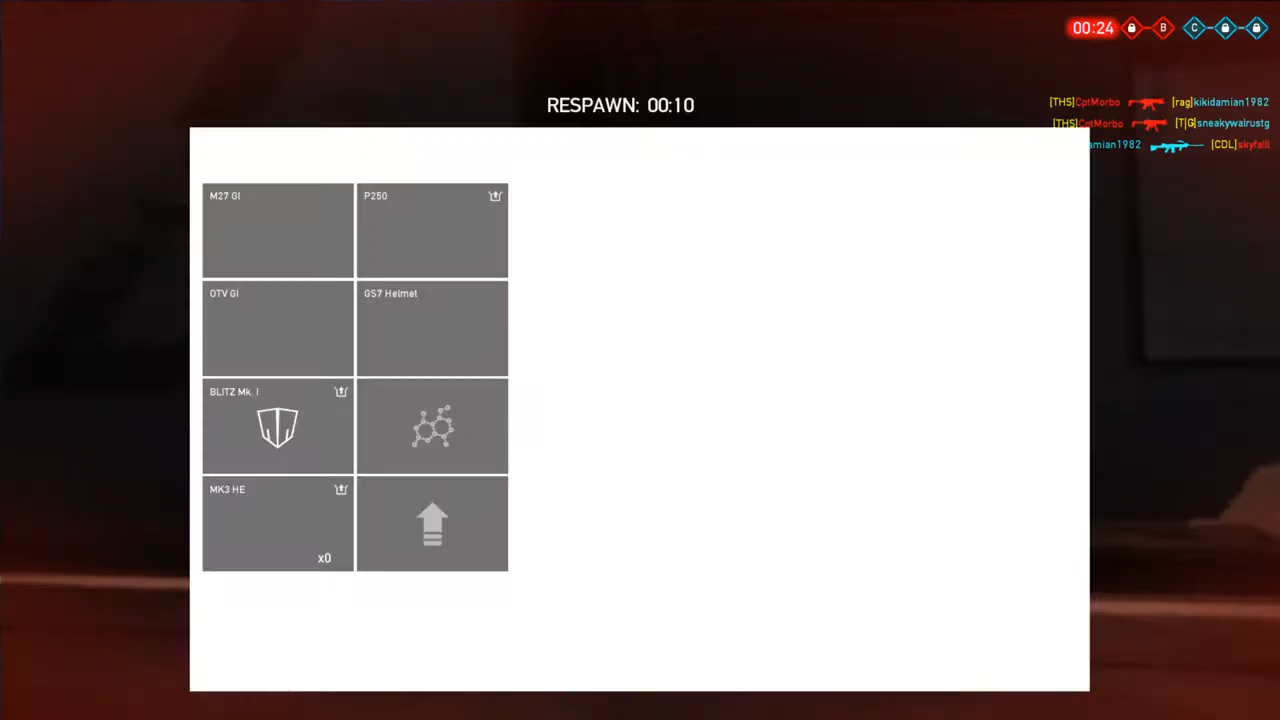 00:24 B C
RESPAWN: 00:10
[THS]CptMorbo [rag]kikidamian1982
[THS]CptMorbo [T|G]sneakywalrustg
amian1982 [CDL]skyfalll
M27 GI P250
OTV GI GS7 Helmet
BLITZ Mk. I
MK3 HE
x0